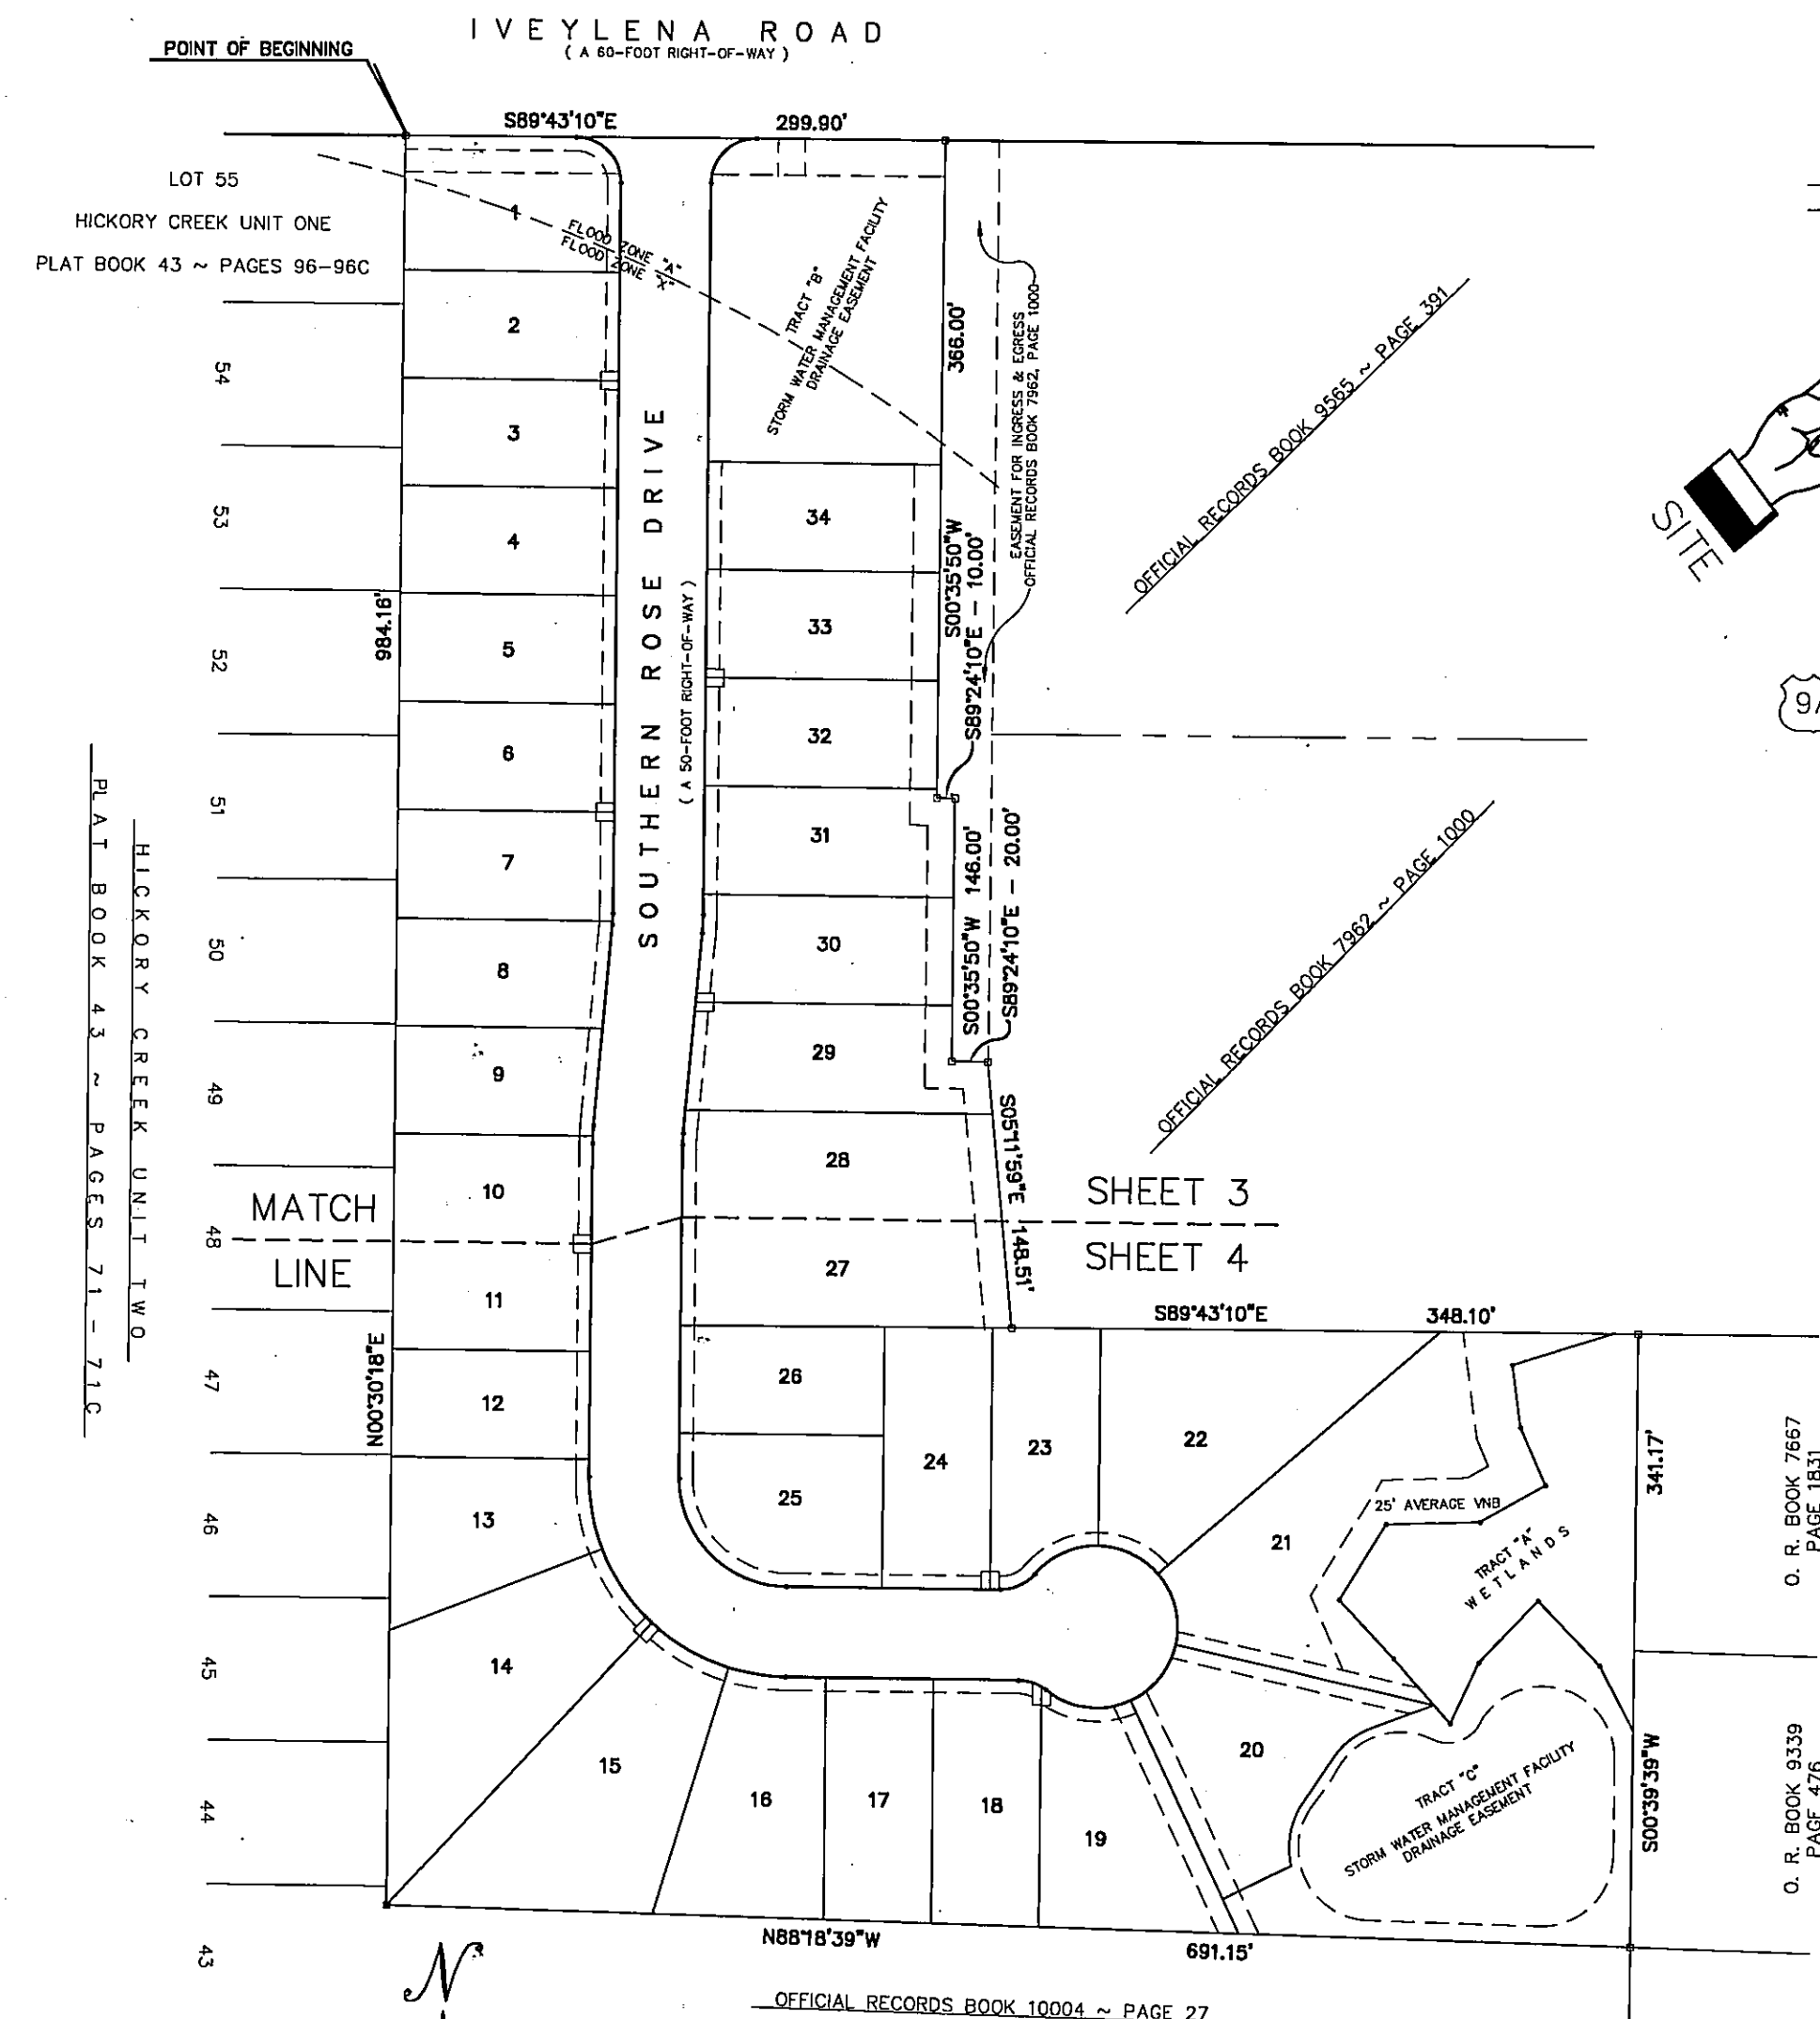 IVEYLENA ROAD
( A 60-FOOT RIGHT-OF-WAY )
POINT OF BEGINNING
S89°43'10"E
299.90'
LOT 55
HICKORY CREEK UNIT ONE
PLAT BOOK 43 ~ PAGES 96-96C
1
FLOOD ZONE "A"
FLOOD ZONE "X"
TRACT "B"
STORM WATER MANAGEMENT FACILITY
DRAINAGE EASEMENT
366.00'
S00°35'50"W
EASEMENT FOR INGRESS & EGRESS
OFFICIAL RECORDS BOOK 7962, PAGE 1000
OFFICIAL RECORDS BOOK 9565 ~ PAGE 391
SITE
9A
2
3
4
5
6
7
8
9
10
11
12
13
14
15
16
17
18
19
20
21
22
23
24
25
26
27
28
29
30
31
32
33
34
54
53
52
51
50
49
48
47
46
45
44
43
984.16'
N00°30'18"E
SOUTHERN ROSE DRIVE
( A 50-FOOT RIGHT-OF-WAY )
S89°24'10"E - 10.00'
S00°35'50"W 146.00'
S89°24'10"E - 20.00'
S05°11'59"E 148.51'
OFFICIAL RECORDS BOOK 7962 ~ PAGE 1000
HICKORY CREEK UNIT TWO
PLAT BOOK 43 ~ PAGES 71 - 71C
MATCH
LINE
SHEET 3
SHEET 4
S89°43'10"E
348.10'
341.17'
S00°39'39"W
25' AVERAGE VNB
TRACT "A"
WETLANDS
TRACT "C"
STORM WATER MANAGEMENT FACILITY
DRAINAGE EASEMENT
O. R. BOOK 7667
PAGE 1831
O. R. BOOK 9339
PAGE 476
N88°18'39"W
691.15'
N
OFFICIAL RECORDS BOOK 10004 ~ PAGE 27